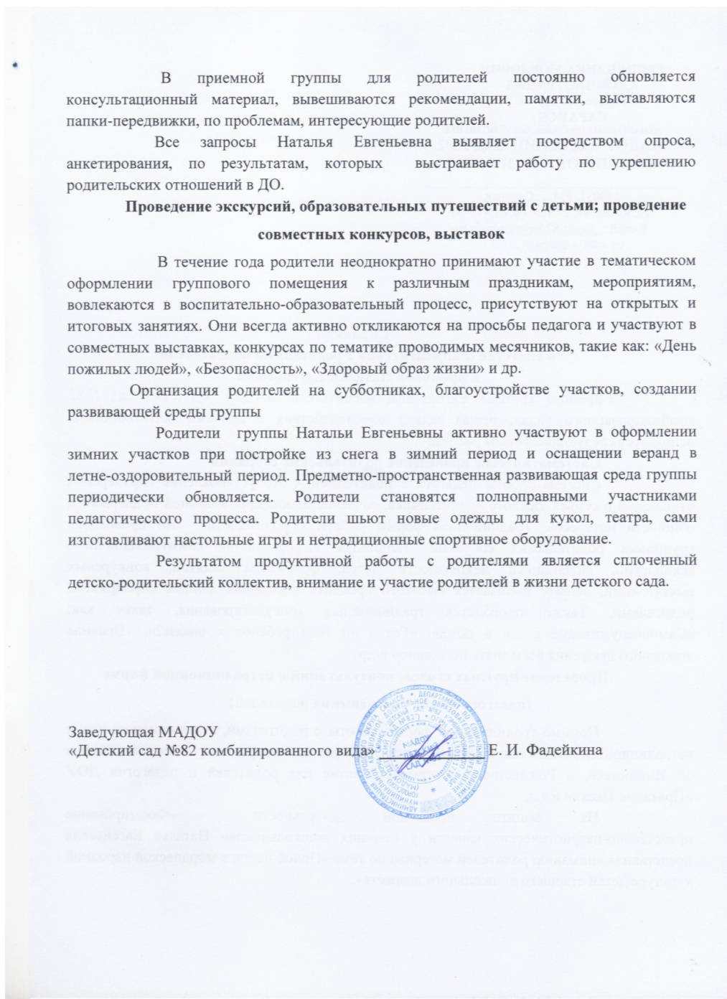 В приемной группы для родителей постоянно обновляется
консультационный материал, вывешиваются рекомендации, памятки, выставляются
папки-передвижки, по проблемам, интересующие родителей.
Все запросы Наталья Евгеньевна выявляет посредством опроса,
анкетирования, по результатам, которых выстраивает работу по укреплению
родительских отношений в ДО.
Проведение экскурсий, образовательных путешествий с детьми; проведение
совместных конкурсов, выставок
В течение года родители неоднократно принимают участие в тематическом
оформлении группового помещения к различным праздникам, мероприятиям,
вовлекаются в воспитательно-образовательный процесс, присутствуют на открытых и
итоговых занятиях. Они всегда активно откликаются на просьбы педагога и участвуют в
совместных выставках, конкурсах по тематике проводимых месячников, такие как: «День
пожилых людей», «Безопасность», «Здоровый образ жизни» и др.
Организация родителей на субботниках, благоустройстве участков, создании
развивающей среды группы
Родители группы Натальи Евгеньевны активно участвуют в оформлении
зимних участков при постройке из снега в зимний период и оснащении веранд в
летне-оздоровительный период. Предметно-пространственная развивающая среда группы
периодически обновляется. Родители становятся полноправными участниками
педагогического процесса. Родители шьют новые одежды для кукол, театра, сами
изготавливают настольные игры и нетрадиционные спортивное оборудование.
Результатом продуктивной работы с родителями является сплоченный
детско-родительский коллектив, внимание и участие родителей в жизни детского сада.
Заведующая МАДОУ
«Детский сад №82 комбинированного вида» Е. И. Фадейкина
МАДОУ
"ДЕТСКИЙ